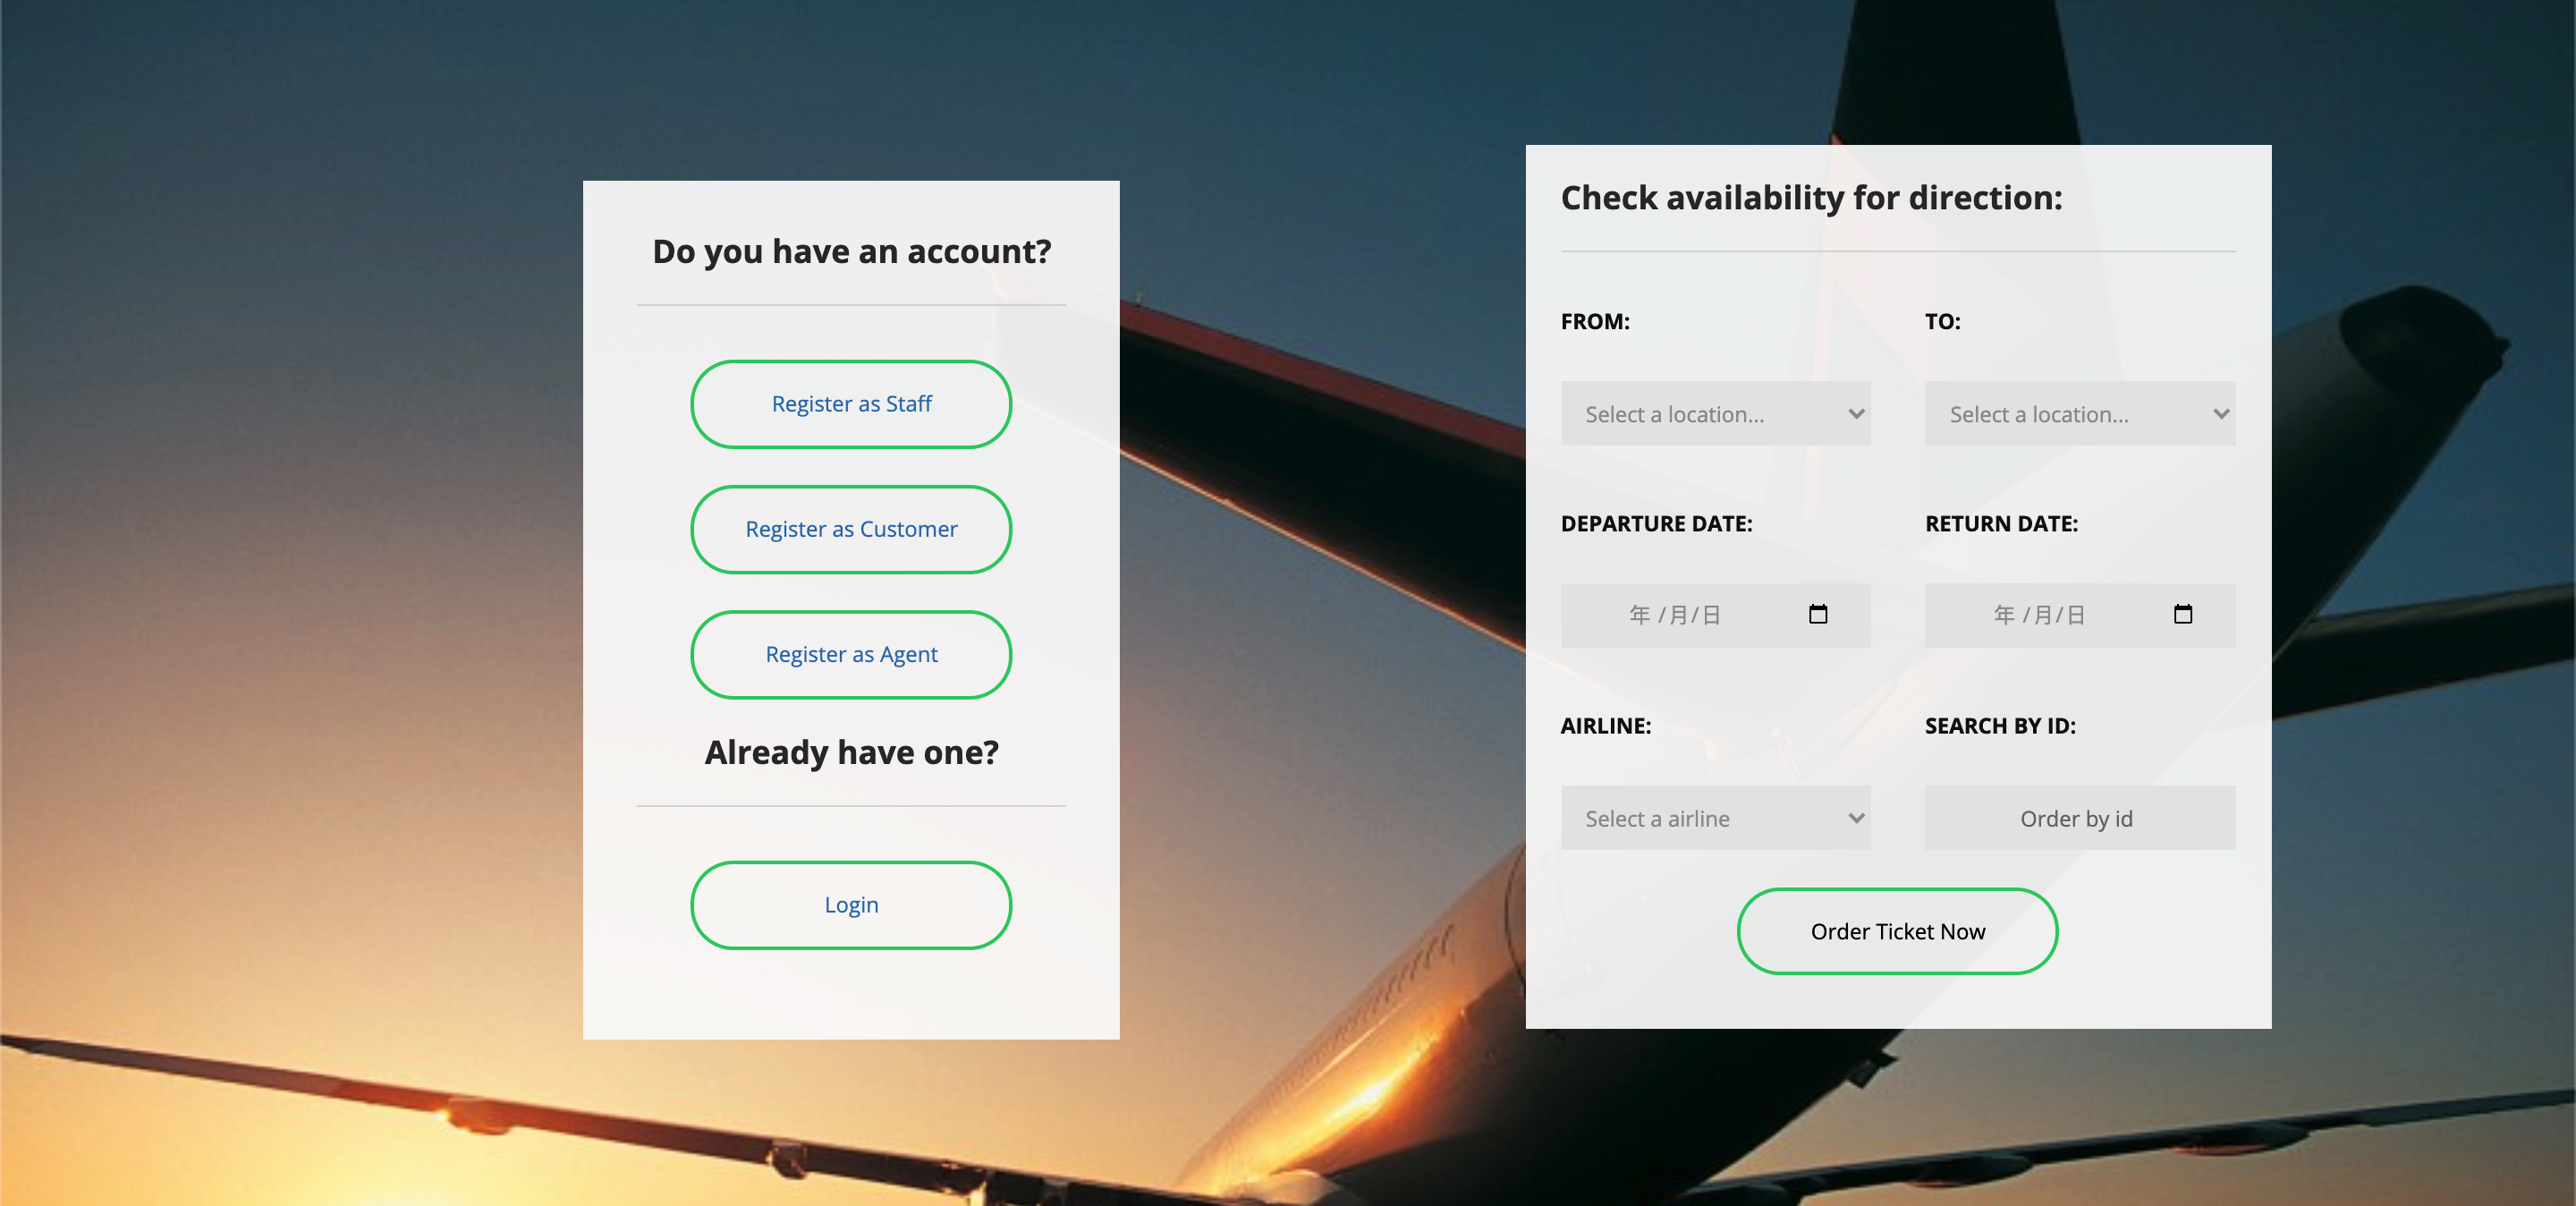 Do you have an account?
Register as Staff
Register as Customer
Register as Agent
Already have one?
Login
Check availability for direction:
FROM:
TO:
Select a location...
Select a location...
DEPARTURE DATE:
RETURN DATE:
年 /月/日
年 /月/日
AIRLINE:
SEARCH BY ID:
Select a airline
Order by id
Order Ticket Now